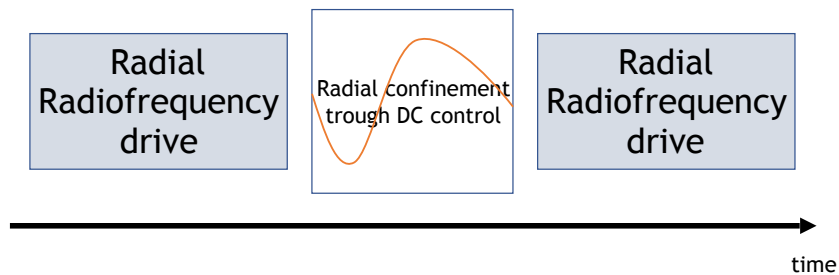 Radial
Radiofrequency
drive
Radial confinement
trough DC control
Radial
Radiofrequency
drive
time